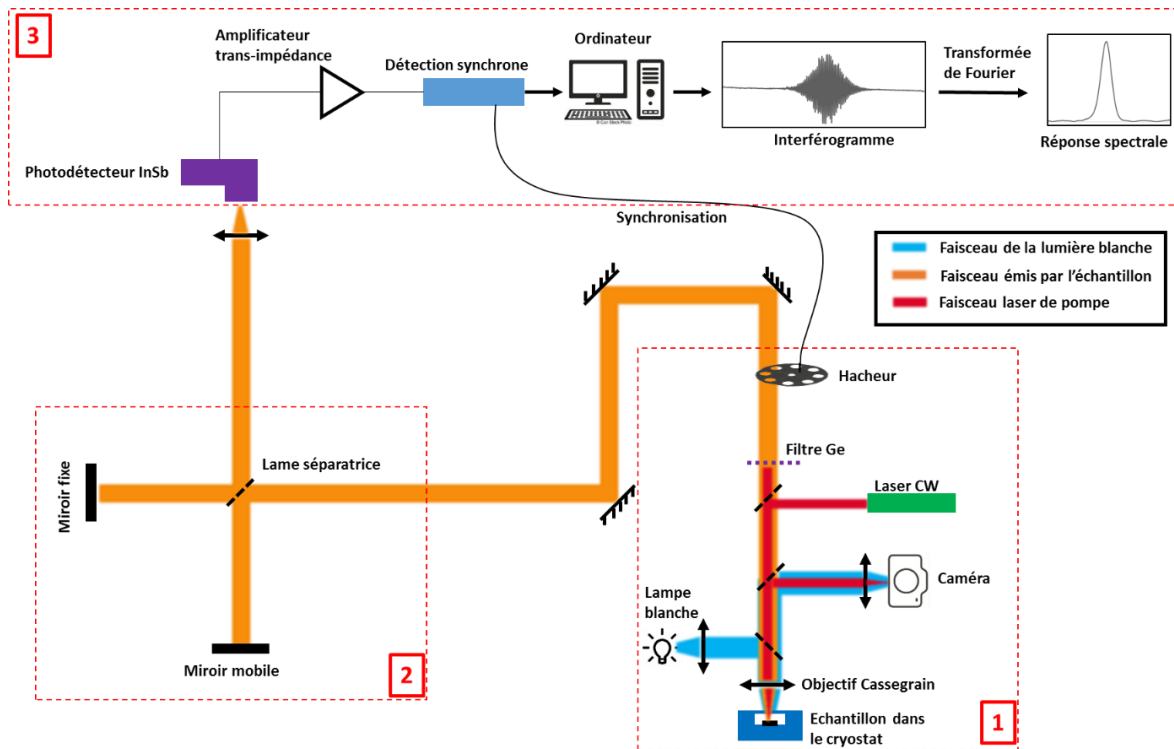 3
Amplificateur
trans-impédance
Détection synchrone
Ordinateur
Transformée
de Fourier
Interférogramme
Réponse spectrale
Photodétecteur InSb
Synchronisation
Faisceau de la lumière blanche
Faisceau émis par l'échantillon
Faisceau laser de pompe
Hacheur
Filtre Ge
Laser CW
Caméra
Lampe
blanche
Objectif Cassegrain
Echantillon dans
le cryostat
1
Miroir fixe
Lame séparatrice
Miroir mobile
2